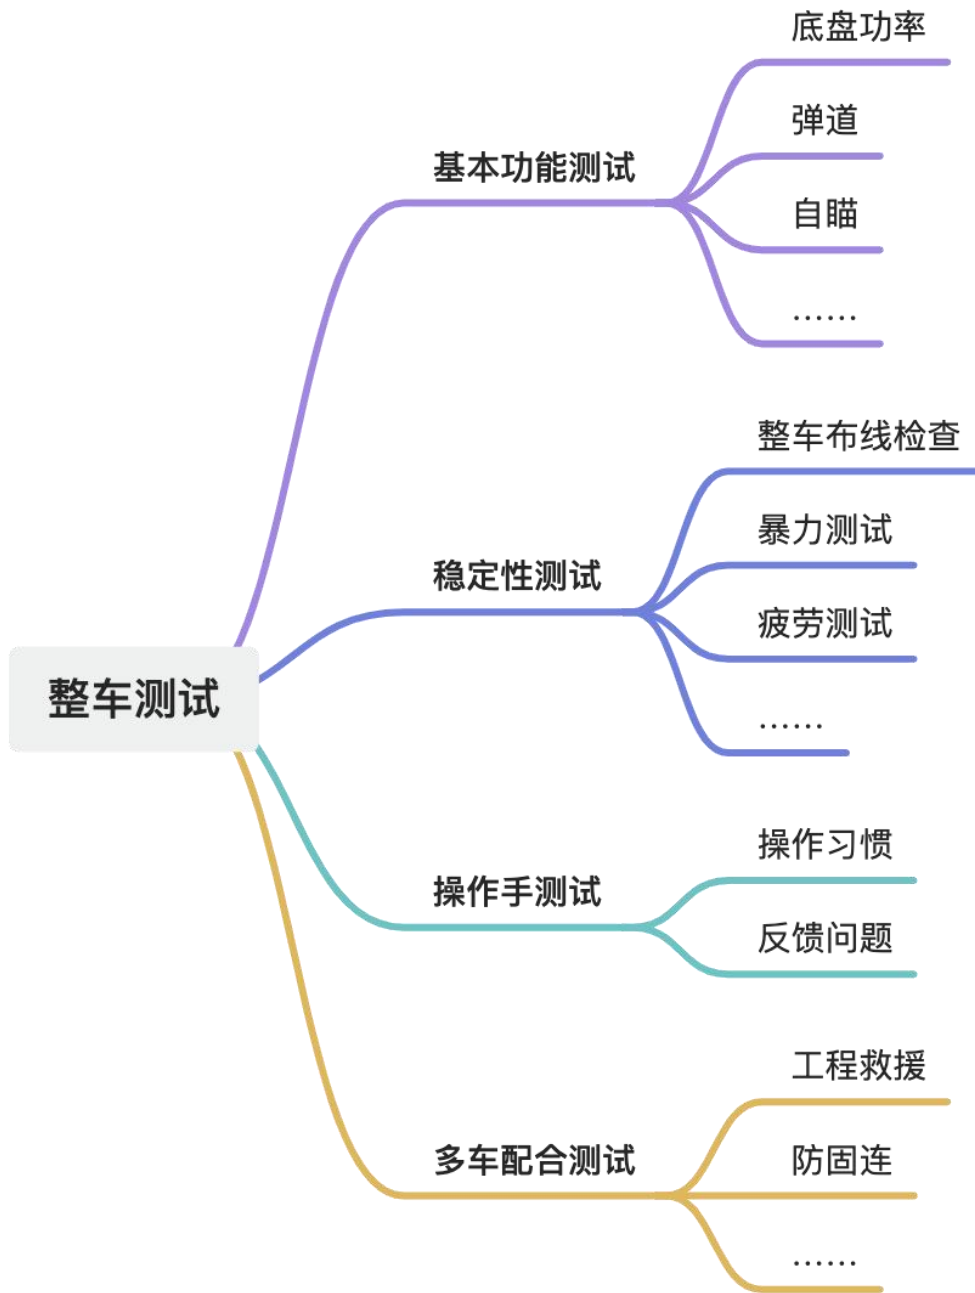 整车测试
基本功能测试
底盘功率
弹道
自瞄
……
稳定性测试
整车布线检查
暴力测试
疲劳测试
……
操作手测试
操作习惯
反馈问题
多车配合测试
工程救援
防固连
……